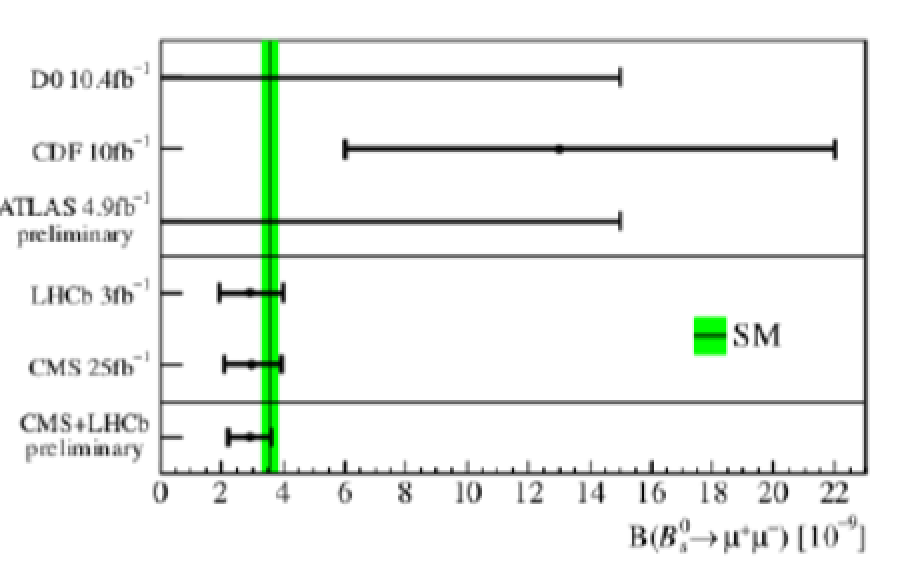 D0 10.4fb⁻¹
CDF 10fb⁻¹
ATLAS 4.9fb⁻¹
preliminary
LHCb 3fb⁻¹
SM
CMS 25fb⁻¹
CMS+LHCb
preliminary
0 2 4 6 8 10 12 14 16 18 20 22
B(B⁰ₛ→μ⁺μ⁻) [10⁻⁹]